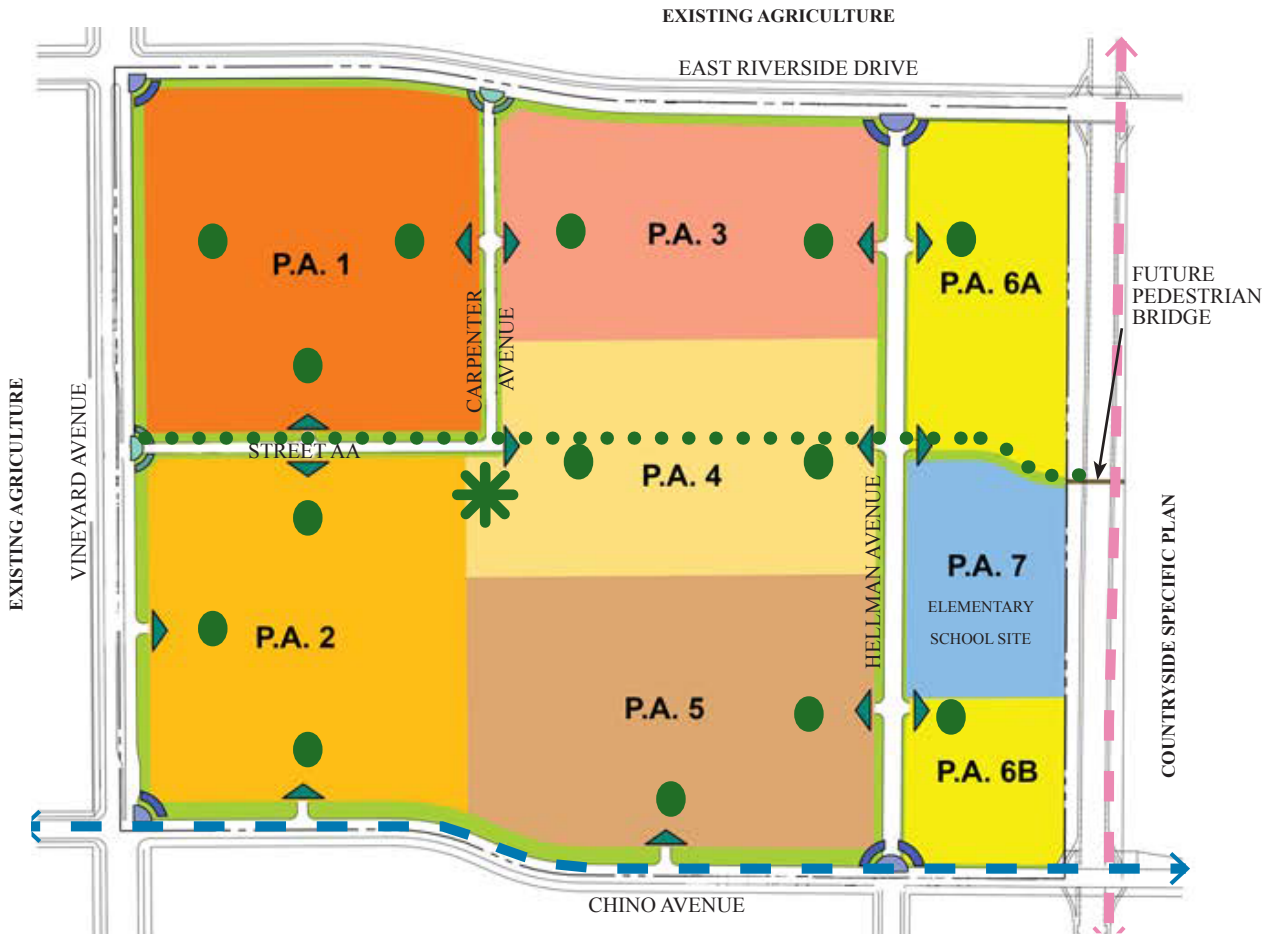 EXISTING AGRICULTURE
EAST RIVERSIDE DRIVE
P.A. 1
P.A. 3
P.A. 6A
FUTURE
PEDESTRIAN
BRIDGE
CARPENTER
AVENUE
EXISTING AGRICULTURE
VINEYARD AVENUE
STREET AA
P.A. 4
HELLMAN AVENUE
P.A. 7
ELEMENTARY
SCHOOL SITE
COUNTRYSIDE SPECIFIC PLAN
P.A. 2
P.A. 5
P.A. 6B
CHINO AVENUE